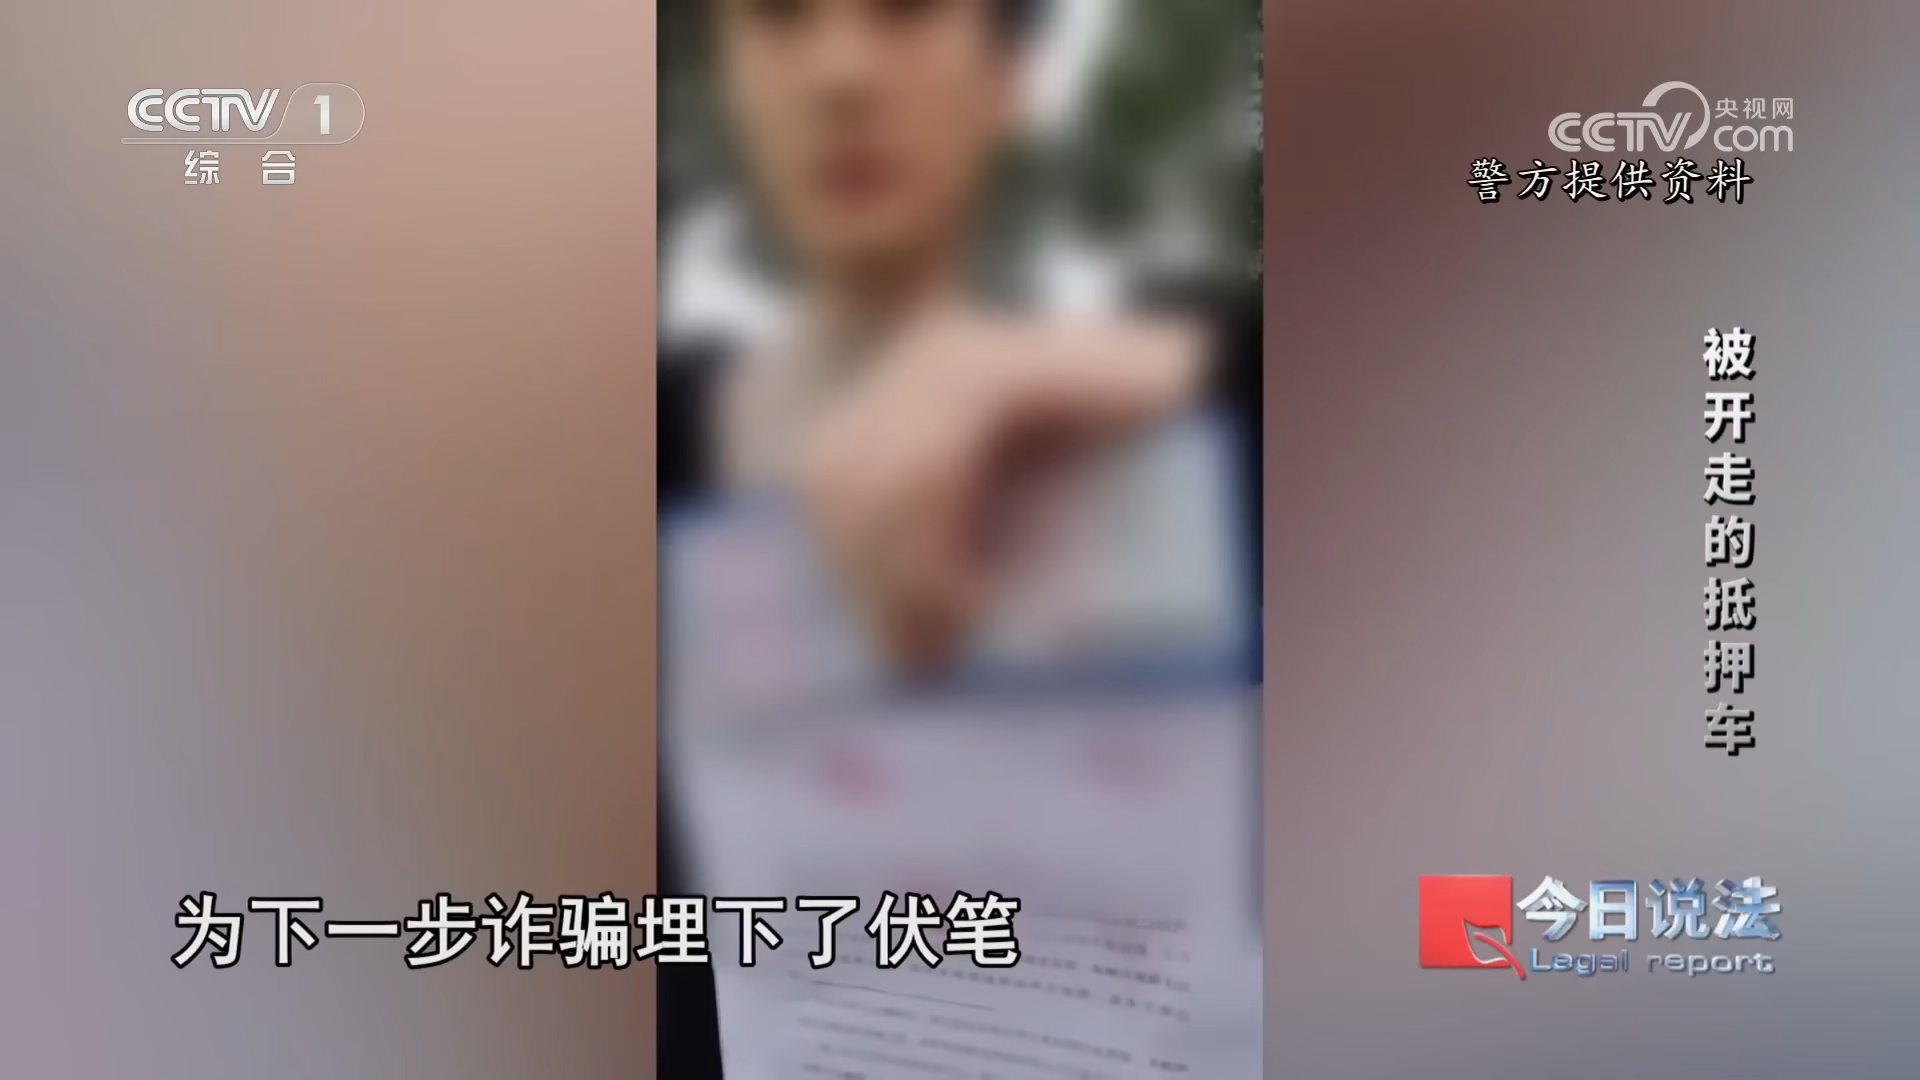 CCTV 1
综合
央视网
CCTV com
警方提供资料
被开走的抵押车
为下一步诈骗埋下了伏笔
今日说法
Legal report